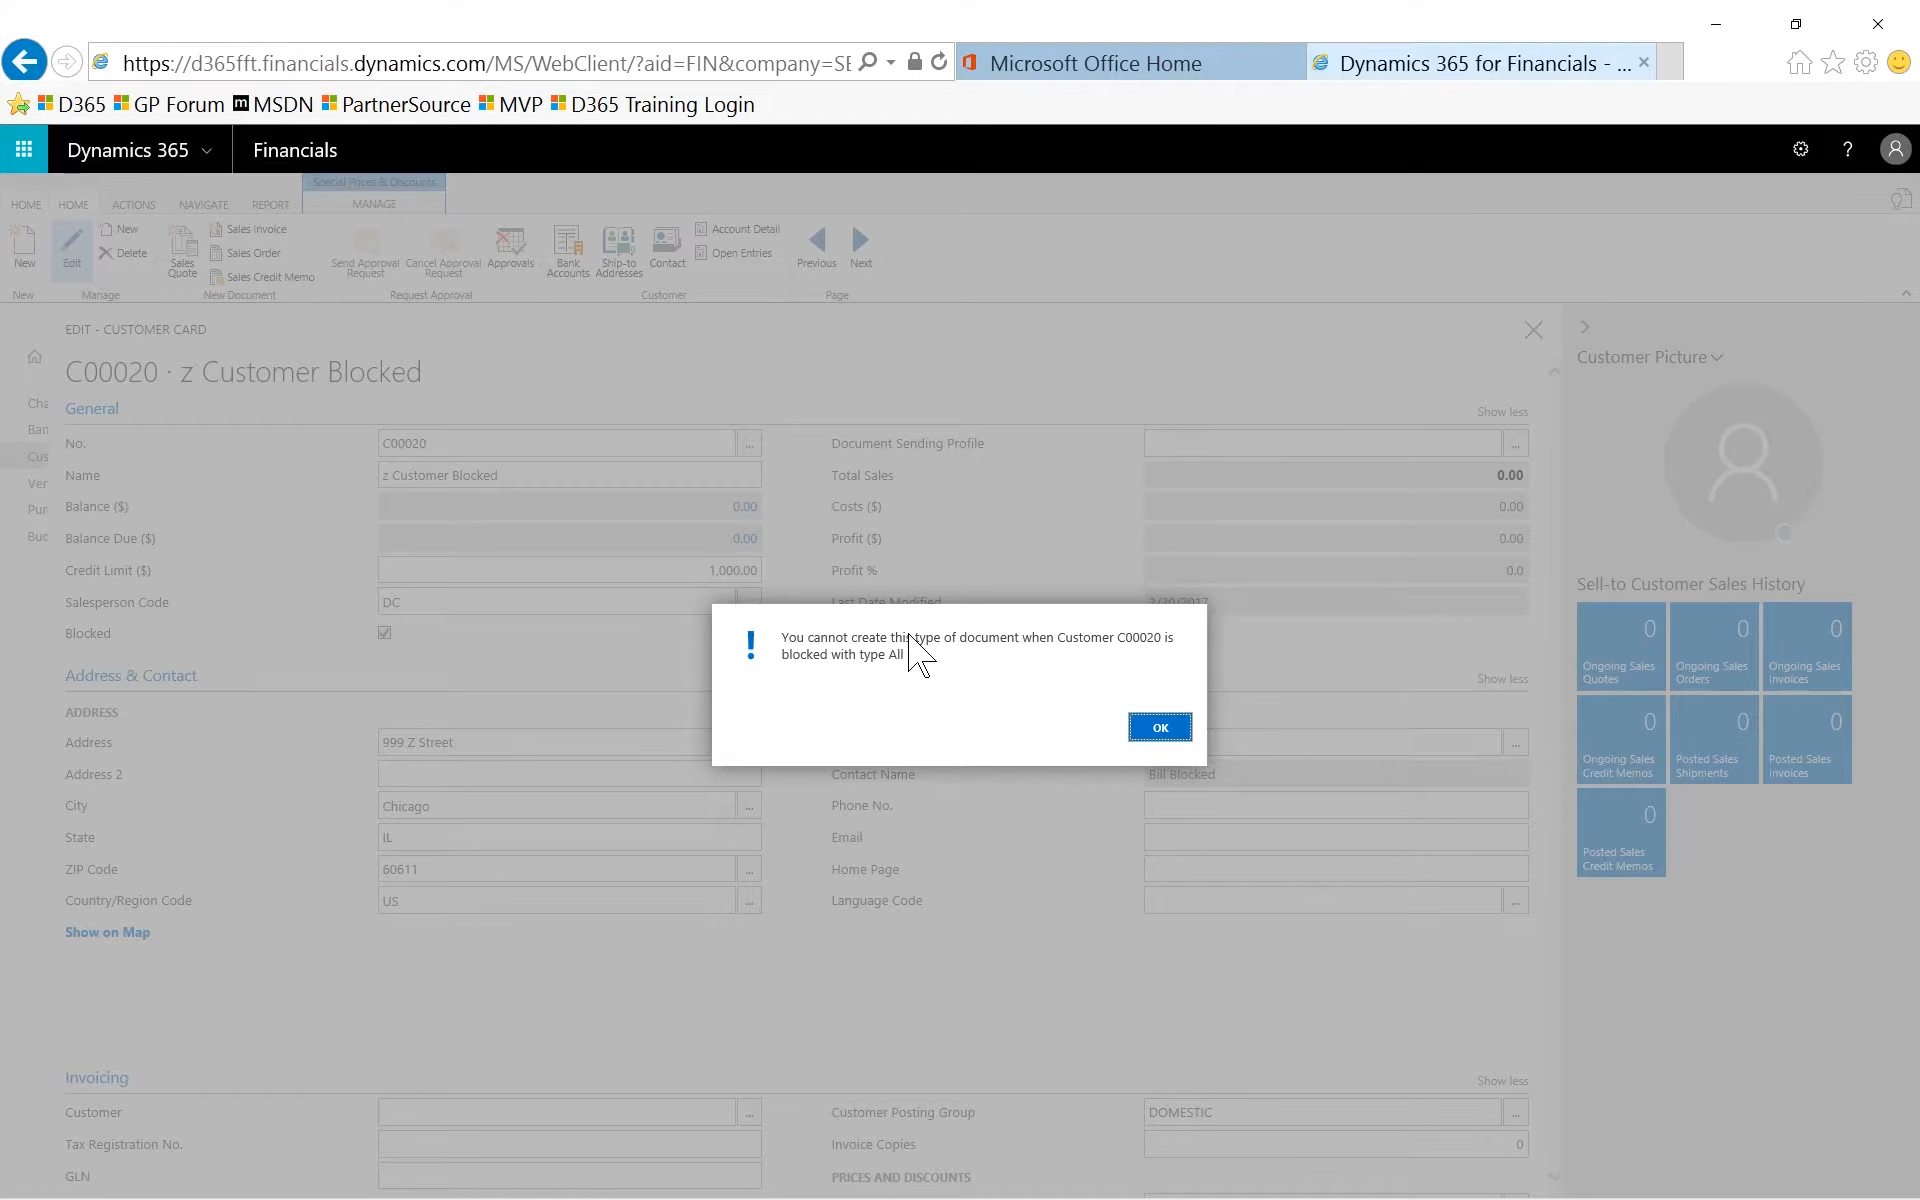 https://d365fft.financials.dynamics.com/MS/WebClient/?aid=FIN&company=SE
Microsoft Office Home
Dynamics 365 for Financials - ...
D365
GP Forum
MSDN
PartnerSource
MVP
D365 Training Login
Dynamics 365
Financials
?
Special Prices & Discounts
HOME
HOME
ACTIONS
NAVIGATE
REPORT
MANAGE
New
Edit
New
Delete
Sales Quote
Sales Invoice
Sales Order
Sales Credit Memo
Send Approval Request
Cancel Approval Request
Approvals
Bank Accounts
Ship-to Addresses
Contact
Account Detail
Open Entries
Previous
Next
New
Manage
New Document
Request Approval
Customer
Page
EDIT - CUSTOMER CARD
C00020 · z Customer Blocked
Cha
Ban
Cus
Ven
Pur
Buc
General
Show less
No.
C00020
...
Document Sending Profile
...
Name
z Customer Blocked
Total Sales
0.00
Balance ($)
0.00
Costs ($)
0.00
Balance Due ($)
0.00
Profit ($)
0.00
Credit Limit ($)
1,000.00
Profit %
0.0
Salesperson Code
DC
Last Date Modified
Blocked
You cannot create this type of document when Customer C00020 is
blocked with type All
OK
Address & Contact
Show less
ADDRESS
Address
999 Z Street
...
Address 2
Contact Name
Bill Blocked
City
Chicago
...
Phone No.
State
IL
Email
ZIP Code
60611
...
Home Page
Country/Region Code
US
...
Language Code
...
Show on Map
Invoicing
Show less
Customer
...
Customer Posting Group
DOMESTIC
...
Tax Registration No.
Invoice Copies
0
GLN
PRICES AND DISCOUNTS
Customer Picture
Sell-to Customer Sales History
0
Ongoing Sales Quotes
0
Ongoing Sales Orders
0
Ongoing Sales Invoices
0
Ongoing Sales Credit Memos
0
Posted Sales Shipments
0
Posted Sales Invoices
0
Posted Sales Credit Memos